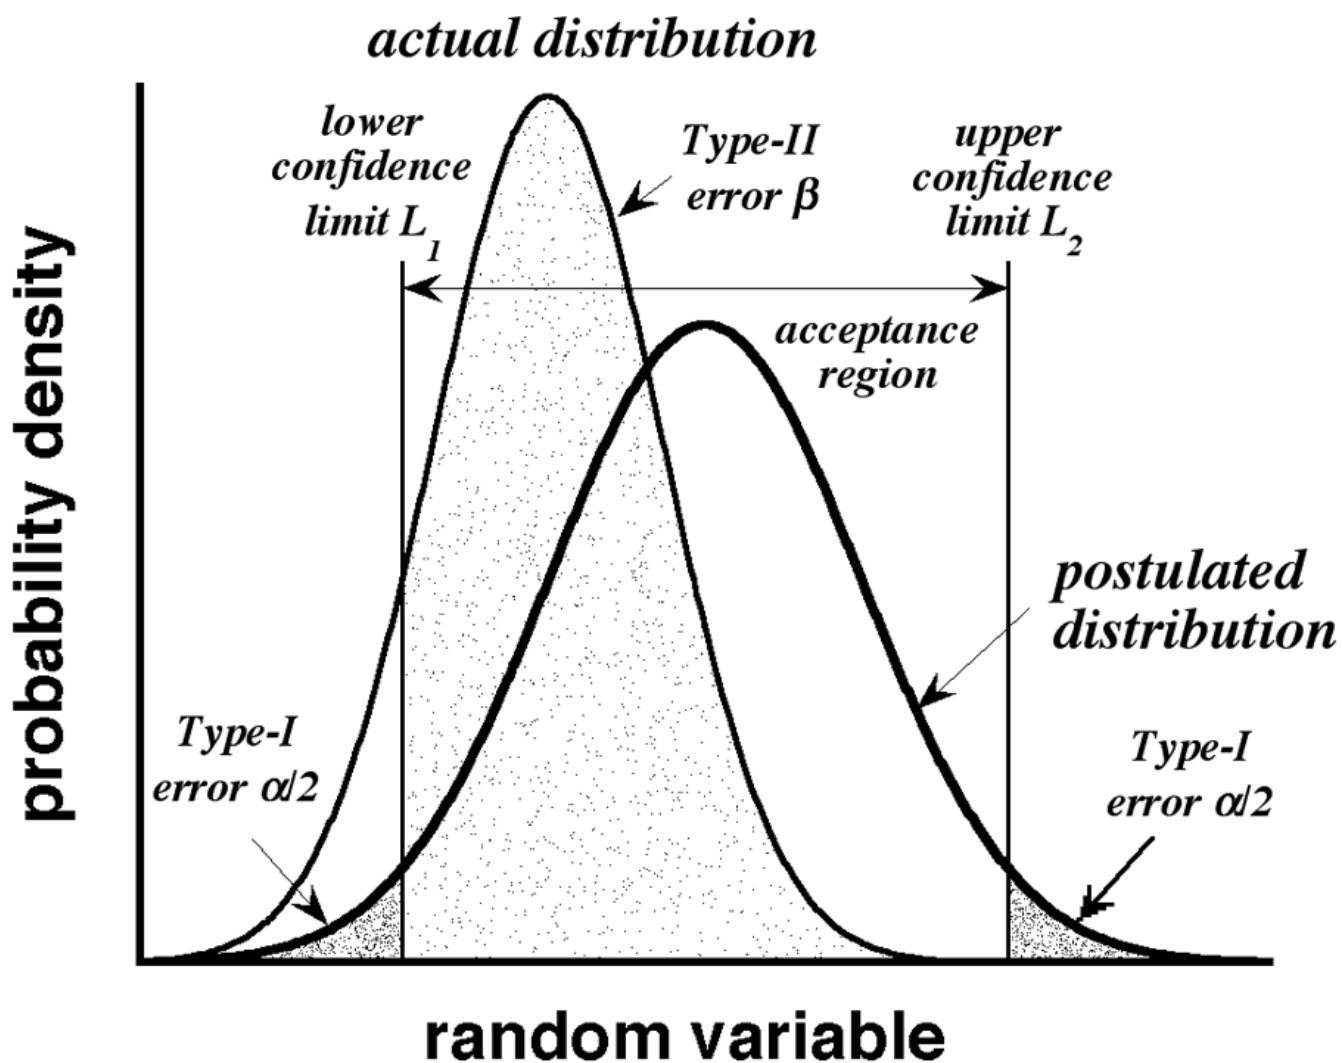 actual distribution
lower
confidence
limit L1
Type-II
error β
upper
confidence
limit L2
acceptance
region
probability density
postulated
distribution
Type-I
error α/2
Type-I
error α/2
random variable